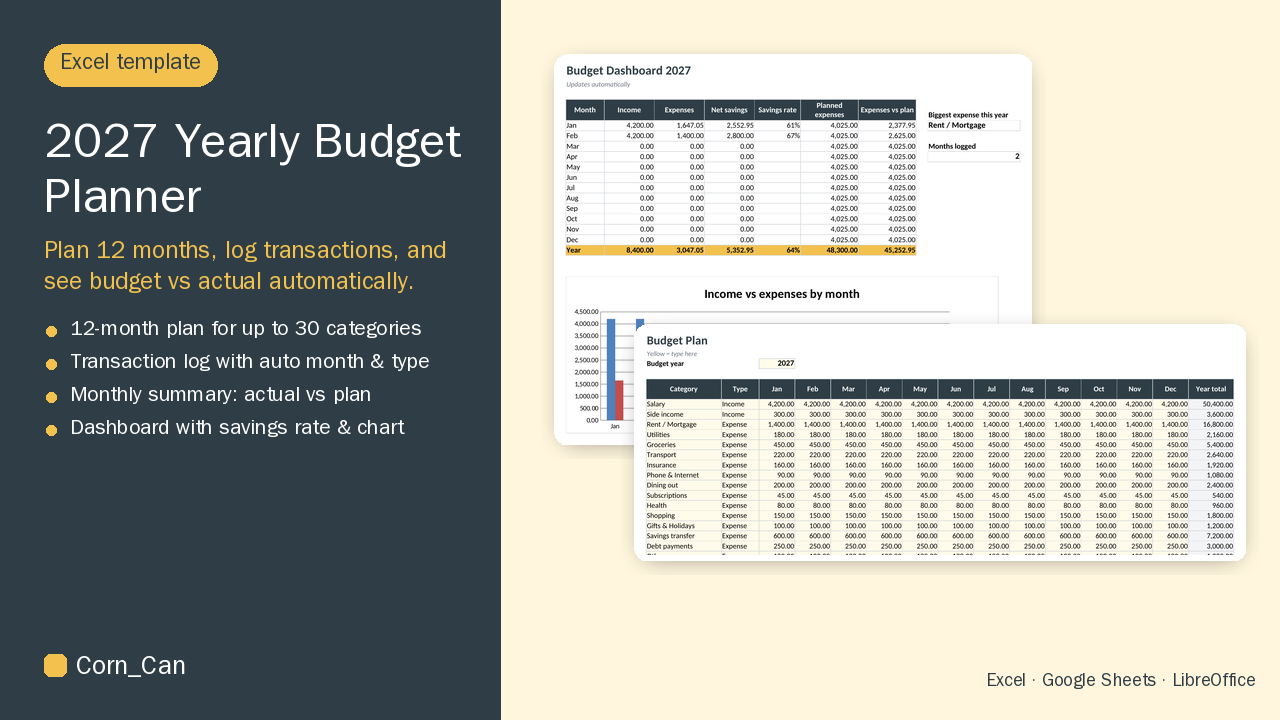 Excel template
2027 Yearly Budget
Planner
Plan 12 months, log transactions, and
see budget vs actual automatically.
12-month plan for up to 30 categories
Transaction log with auto month & type
Monthly summary: actual vs plan
Dashboard with savings rate & chart
Corn_Can
Budget Dashboard 2027
Updates automatically
Month Income Expenses Net savings Savings rate Planned expenses Expenses vs plan
Jan 4,200.00 1,647.05 2,552.95 61% 4,025.00 2,377.95
Feb 4,200.00 1,400.00 2,800.00 67% 4,025.00 2,625.00
Mar 0.00 0.00 0.00 4,025.00 4,025.00
Apr 0.00 0.00 0.00 4,025.00 4,025.00
May 0.00 0.00 0.00 4,025.00 4,025.00
Jun 0.00 0.00 0.00 4,025.00 4,025.00
Jul 0.00 0.00 0.00 4,025.00 4,025.00
Aug 0.00 0.00 0.00 4,025.00 4,025.00
Sep 0.00 0.00 0.00 4,025.00 4,025.00
Oct 0.00 0.00 0.00 4,025.00 4,025.00
Nov 0.00 0.00 0.00 4,025.00 4,025.00
Dec 0.00 0.00 0.00 4,025.00 4,025.00
Year 8,400.00 3,047.05 5,352.95 64% 48,300.00 45,252.95
Biggest expense this year
Rent / Mortgage
Months logged
2
Income vs expenses by month
4,500.00
4,000.00
3,500.00
3,000.00
2,500.00
2,000.00
1,500.00
1,000.00
500.00
0.00
Jan
Budget Plan
Yellow = type here
Budget year 2027
Category Type Jan Feb Mar Apr May Jun Jul Aug Sep Oct Nov Dec Year total
Salary Income 4,200.00 4,200.00 4,200.00 4,200.00 4,200.00 4,200.00 4,200.00 4,200.00 4,200.00 4,200.00 4,200.00 4,200.00 50,400.00
Side income Income 300.00 300.00 300.00 300.00 300.00 300.00 300.00 300.00 300.00 300.00 300.00 300.00 3,600.00
Rent / Mortgage Expense 1,400.00 1,400.00 1,400.00 1,400.00 1,400.00 1,400.00 1,400.00 1,400.00 1,400.00 1,400.00 1,400.00 1,400.00 16,800.00
Utilities Expense 180.00 180.00 180.00 180.00 180.00 180.00 180.00 180.00 180.00 180.00 180.00 180.00 2,160.00
Groceries Expense 450.00 450.00 450.00 450.00 450.00 450.00 450.00 450.00 450.00 450.00 450.00 450.00 5,400.00
Transport Expense 220.00 220.00 220.00 220.00 220.00 220.00 220.00 220.00 220.00 220.00 220.00 220.00 2,640.00
Insurance Expense 160.00 160.00 160.00 160.00 160.00 160.00 160.00 160.00 160.00 160.00 160.00 160.00 1,920.00
Phone & Internet Expense 90.00 90.00 90.00 90.00 90.00 90.00 90.00 90.00 90.00 90.00 90.00 90.00 1,080.00
Dining out Expense 200.00 200.00 200.00 200.00 200.00 200.00 200.00 200.00 200.00 200.00 200.00 200.00 2,400.00
Subscriptions Expense 45.00 45.00 45.00 45.00 45.00 45.00 45.00 45.00 45.00 45.00 45.00 45.00 540.00
Health Expense 80.00 80.00 80.00 80.00 80.00 80.00 80.00 80.00 80.00 80.00 80.00 80.00 960.00
Shopping Expense 150.00 150.00 150.00 150.00 150.00 150.00 150.00 150.00 150.00 150.00 150.00 150.00 1,800.00
Gifts & Holidays Expense 100.00 100.00 100.00 100.00 100.00 100.00 100.00 100.00 100.00 100.00 100.00 100.00 1,200.00
Savings transfer Expense 600.00 600.00 600.00 600.00 600.00 600.00 600.00 600.00 600.00 600.00 600.00 600.00 7,200.00
Debt payments Expense 250.00 250.00 250.00 250.00 250.00 250.00 250.00 250.00 250.00 250.00 250.00 250.00 3,000.00
Excel · Google Sheets · LibreOffice